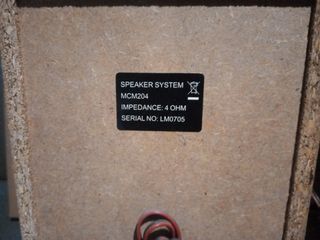 SPEAKER SYSTEM
MCM204
IMPEDANCE: 4 OHM
SERIAL NO: LM0705